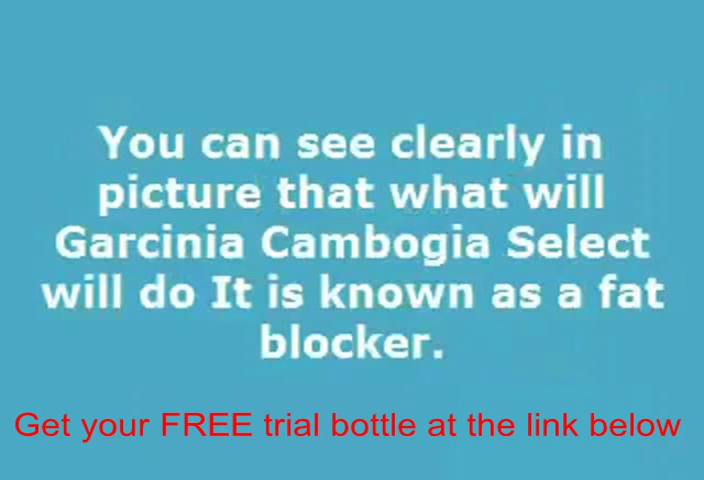 You can see clearly in
picture that what will
Garcinia Cambogia Select
will do It is known as a fat
blocker.
Get your FREE trial bottle at the link below